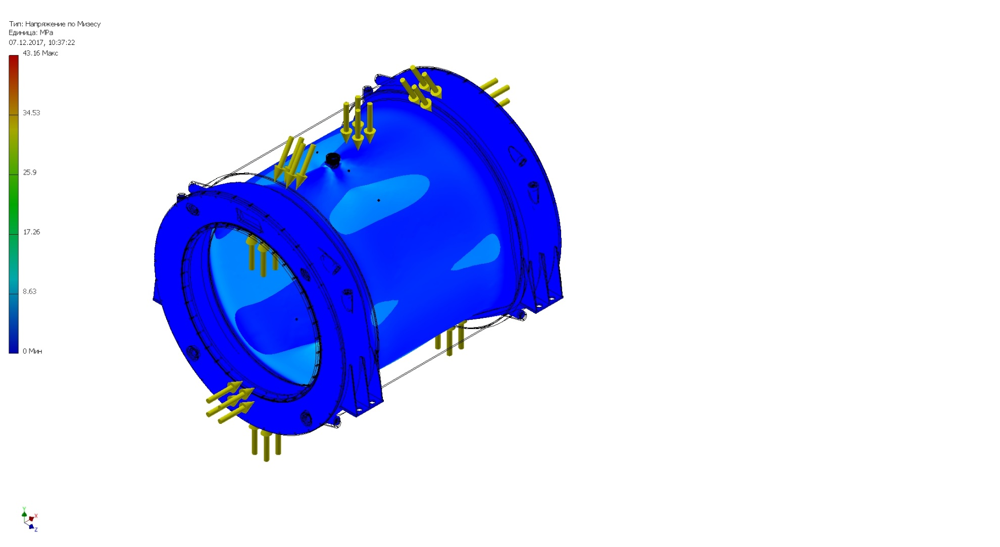 Тип: Напряжение по Мизесу
Единица: MPa
07.12.2017, 10:37:22
43.16 Макс
34.53
25.9
17.26
8.63
0 Мин
Y
X
Z